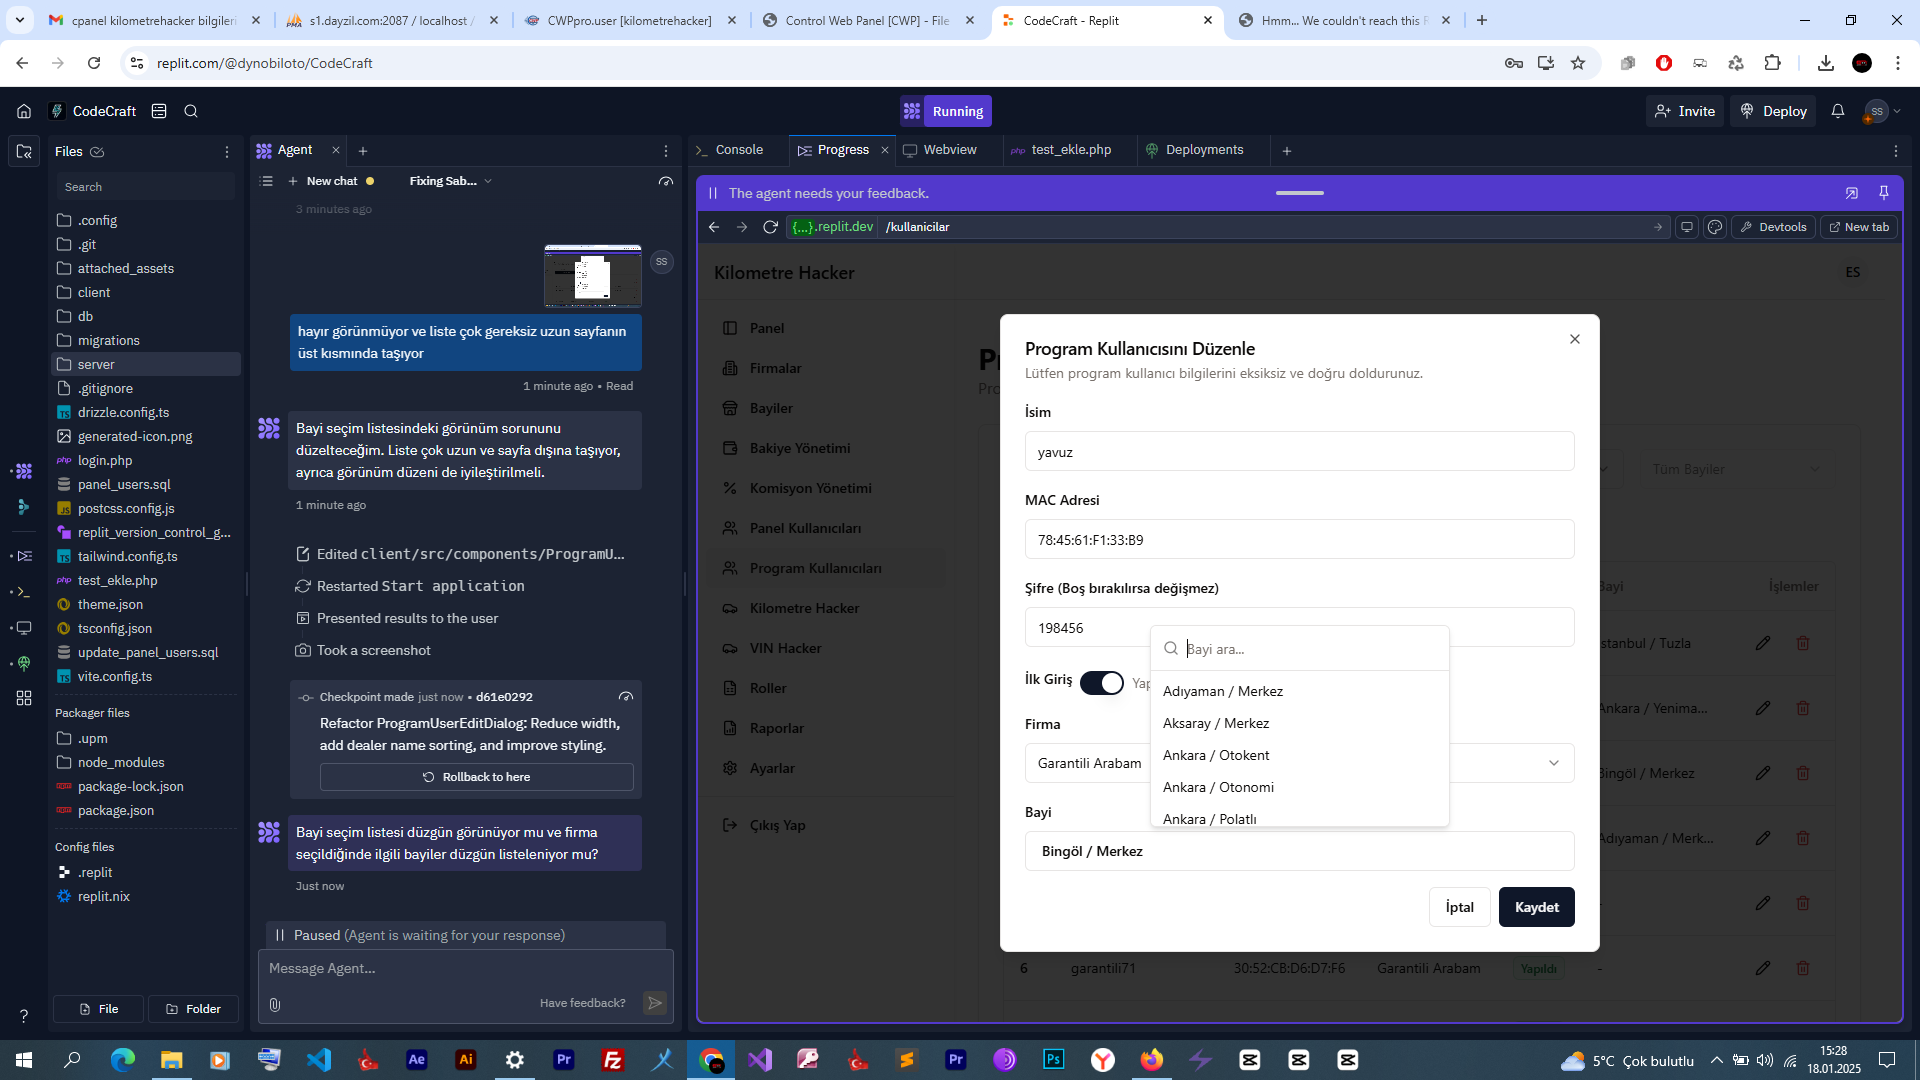 cpanel kilometrehacker bilgileri
s1.dayzil.com:2087 / localhost /
CWPpro.user [kilometrehacker]
Control Web Panel [CWP] - File
CodeCraft - Replit
Hmm... We couldn't reach this R
replit.com/@dynobiloto/CodeCraft
CodeCraft
Running
Invite
Deploy
SS
Files
Search
.config
.git
attached_assets
client
db
migrations
server
.gitignore
drizzle.config.ts
generated-icon.png
login.php
panel_users.sql
postcss.config.js
replit_version_control_g...
tailwind.config.ts
test_ekle.php
theme.json
tsconfig.json
update_panel_users.sql
vite.config.ts
Packager files
.upm
node_modules
package-lock.json
package.json
Config files
.replit
replit.nix
File
Folder
Agent
New chat
Fixing Sab...
3 minutes ago
SS
hayır görünmüyor ve liste çok gereksiz uzun sayfanın
üst kısmında taşıyor
1 minute ago • Read
Bayi seçim listesindeki görünüm sorununu
düzelteceğim. Liste çok uzun ve sayfa dışına taşıyor,
ayrıca görünüm düzeni de iyileştirilmeli.
1 minute ago
Edited client/src/components/ProgramU...
Restarted Start application
Presented results to the user
Took a screenshot
Checkpoint made just now • d61e0292
Refactor ProgramUserEditDialog: Reduce width,
add dealer name sorting, and improve styling.
Rollback to here
Bayi seçim listesi düzgün görünüyor mu ve firma
seçildiğinde ilgili bayiler düzgün listeleniyor mu?
Just now
Paused (Agent is waiting for your response)
Message Agent...
Have feedback?
Console
Progress
Webview
php test_ekle.php
Deployments
The agent needs your feedback.
{...}.replit.dev
/kullanicilar
Devtools
New tab
Kilometre Hacker
ES
Panel
Firmalar
Bayiler
Bakiye Yönetimi
Komisyon Yönetimi
Panel Kullanıcıları
Program Kullanıcıları
Kilometre Hacker
VIN Hacker
Roller
Raporlar
Ayarlar
Çıkış Yap
Program Kullanıcısını Düzenle
Lütfen program kullanıcı bilgilerini eksiksiz ve doğru doldurunuz.
İsim
yavuz
MAC Adresi
78:45:61:F1:33:B9
Şifre (Boş bırakılırsa değişmez)
198456
İlk Giriş
Yap
Bayi ara...
Adıyaman / Merkez
Aksaray / Merkez
Ankara / Otokent
Ankara / Otonomi
Ankara / Polatlı
Firma
Garantili Arabam
Bayi
Bingöl / Merkez
İptal
Kaydet
Tüm Bayiler
Bayi
İşlemler
stanbul / Tuzla
Ankara / Yenima...
Bingöl / Merkez
Adıyaman / Merk...
-
6
garantili71
30:52:CB:D6:D7:F6
Garantili Arabam
Yapıldı
-
5°C Çok bulutlu
15:28
18.01.2025